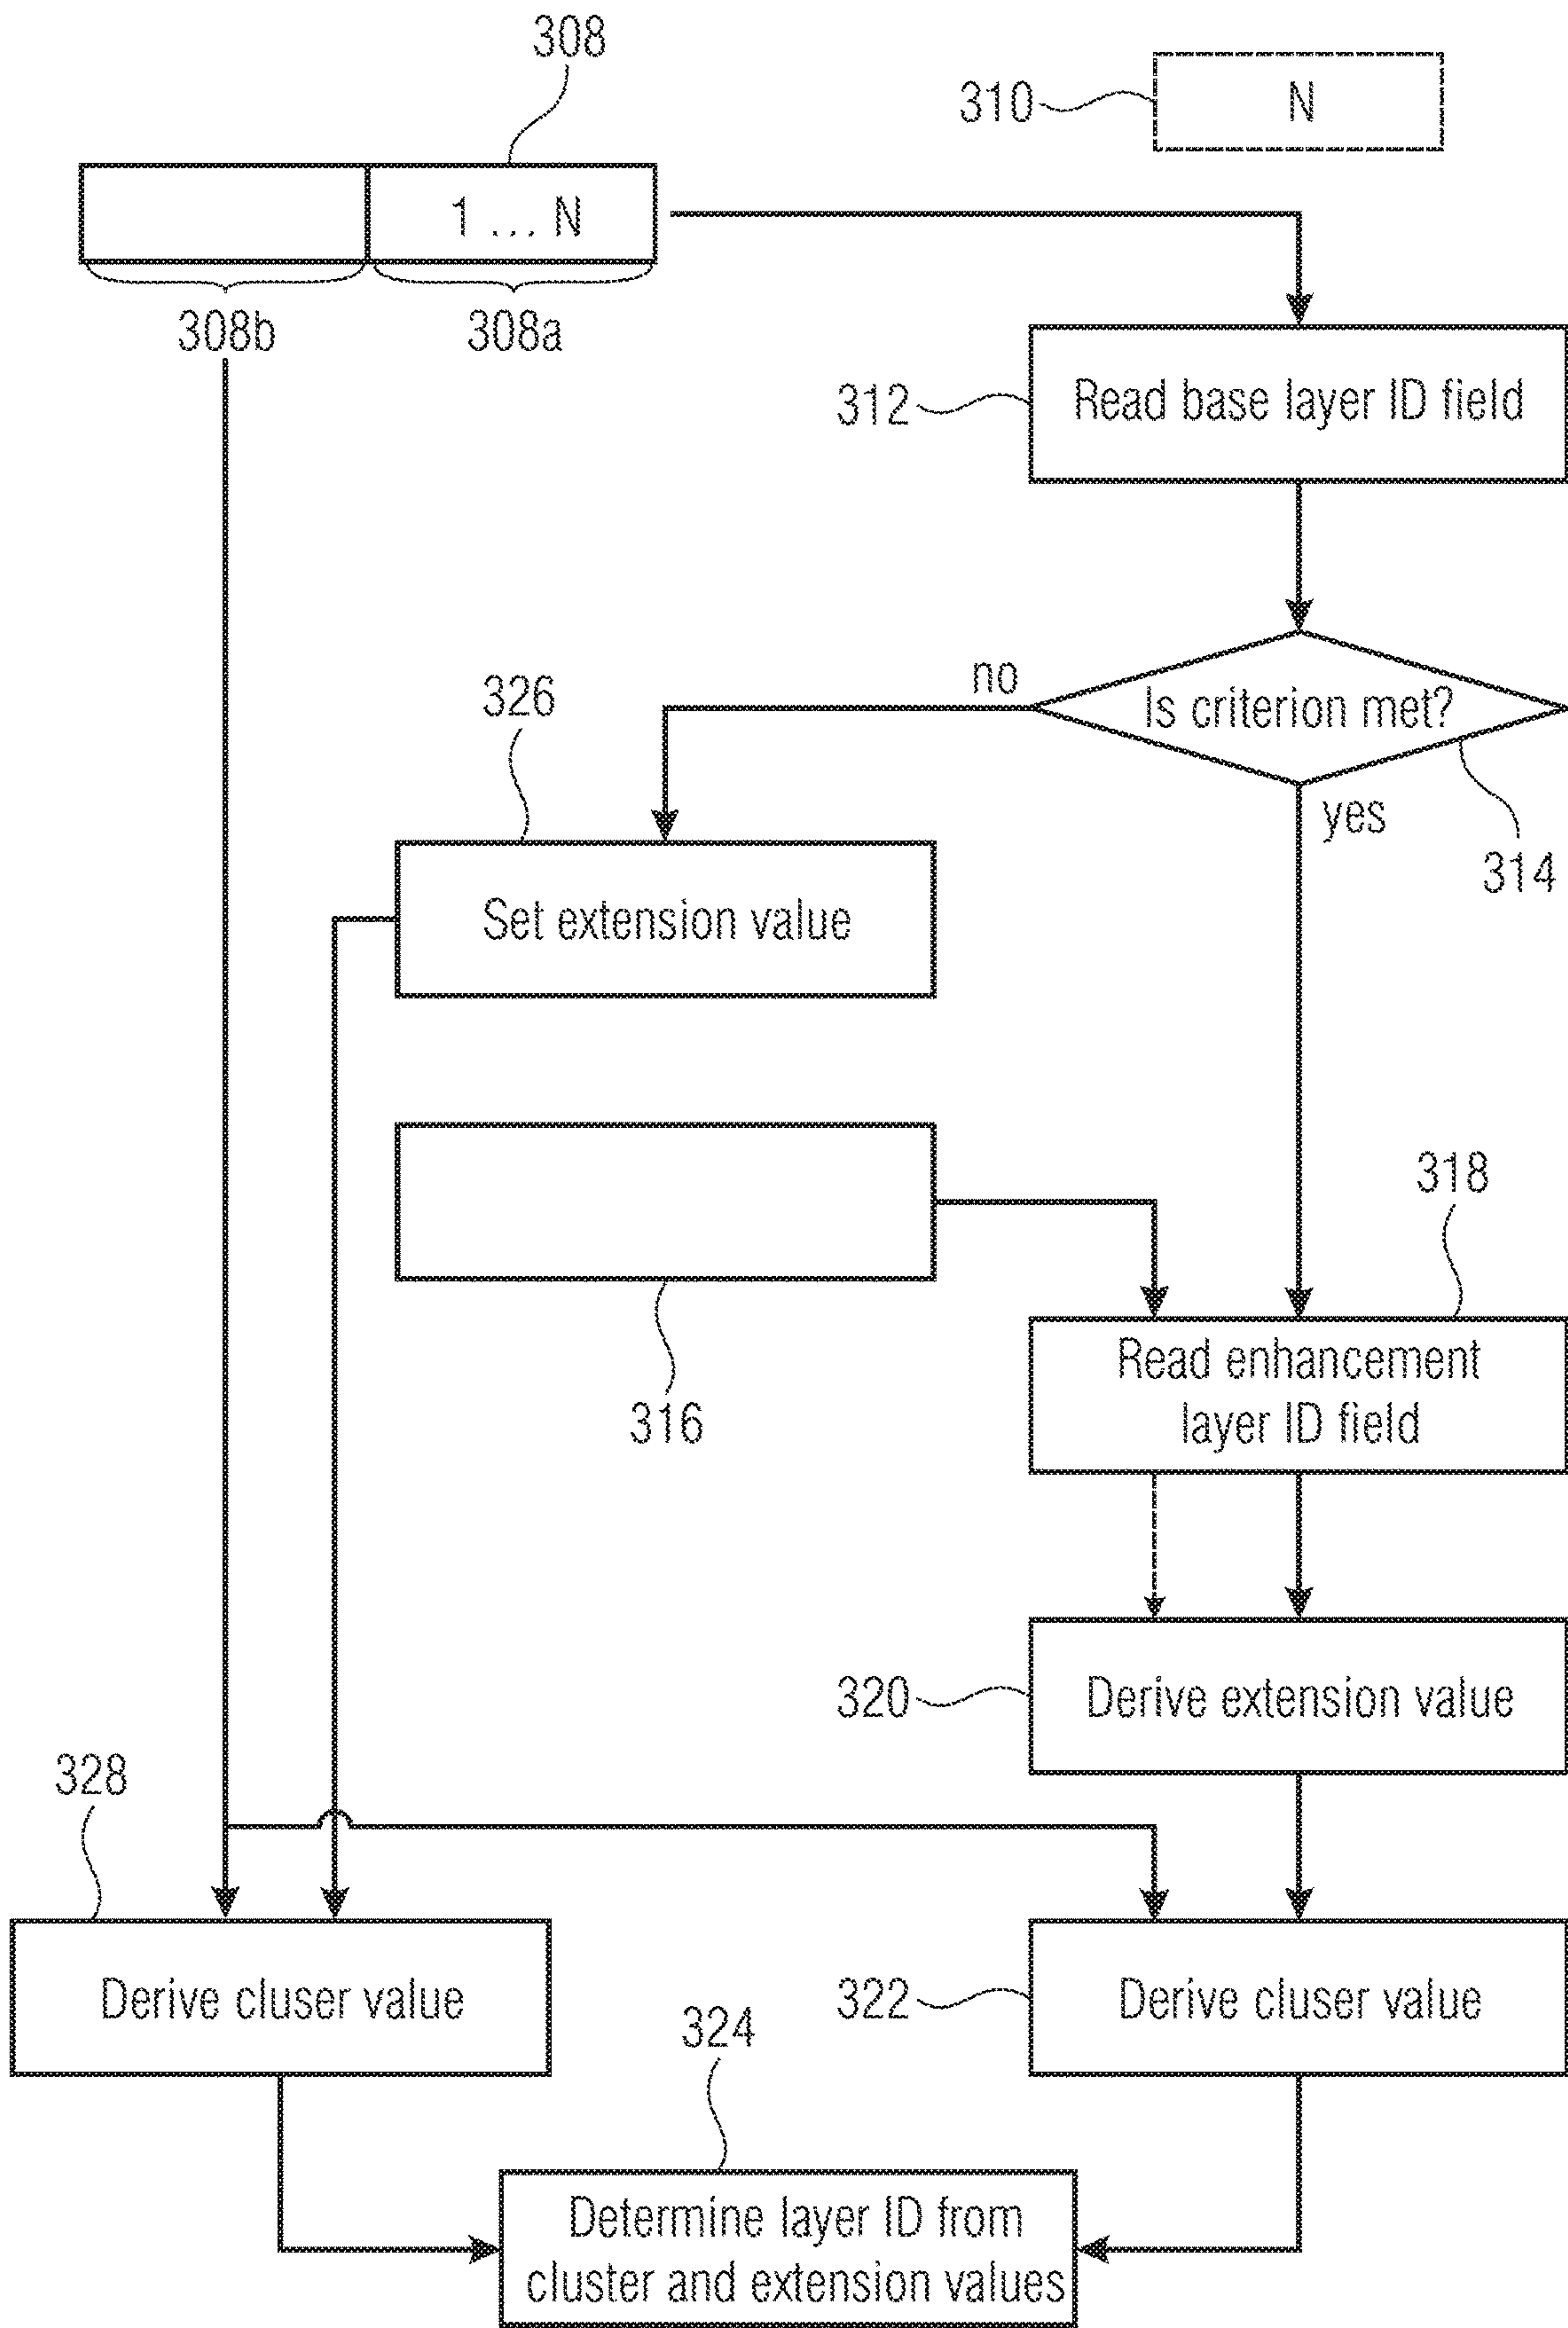 308
310
N
1 ... N
308b
308a
312
Read base layer ID field
no
Is criterion met?
326
yes
314
Set extension value
318
Read enhancement
layer ID field
316
320
Derive extension value
328
Derive cluser value
322
Derive cluser value
324
Determine layer ID from
cluster and extension values